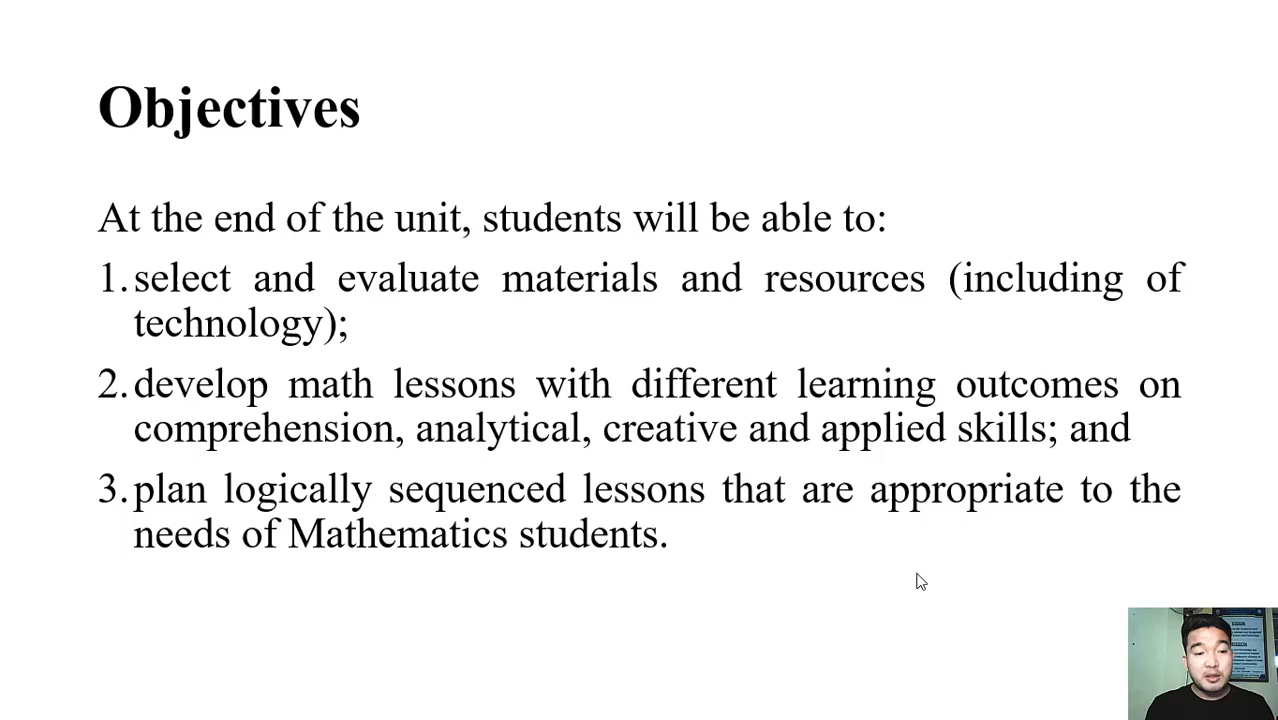 Objectives
At the end of the unit, students will be able to:
1. select and evaluate materials and resources (including of
technology);
2. develop math lessons with different learning outcomes on
comprehension, analytical, creative and applied skills; and
3. plan logically sequenced lessons that are appropriate to the
needs of Mathematics students.